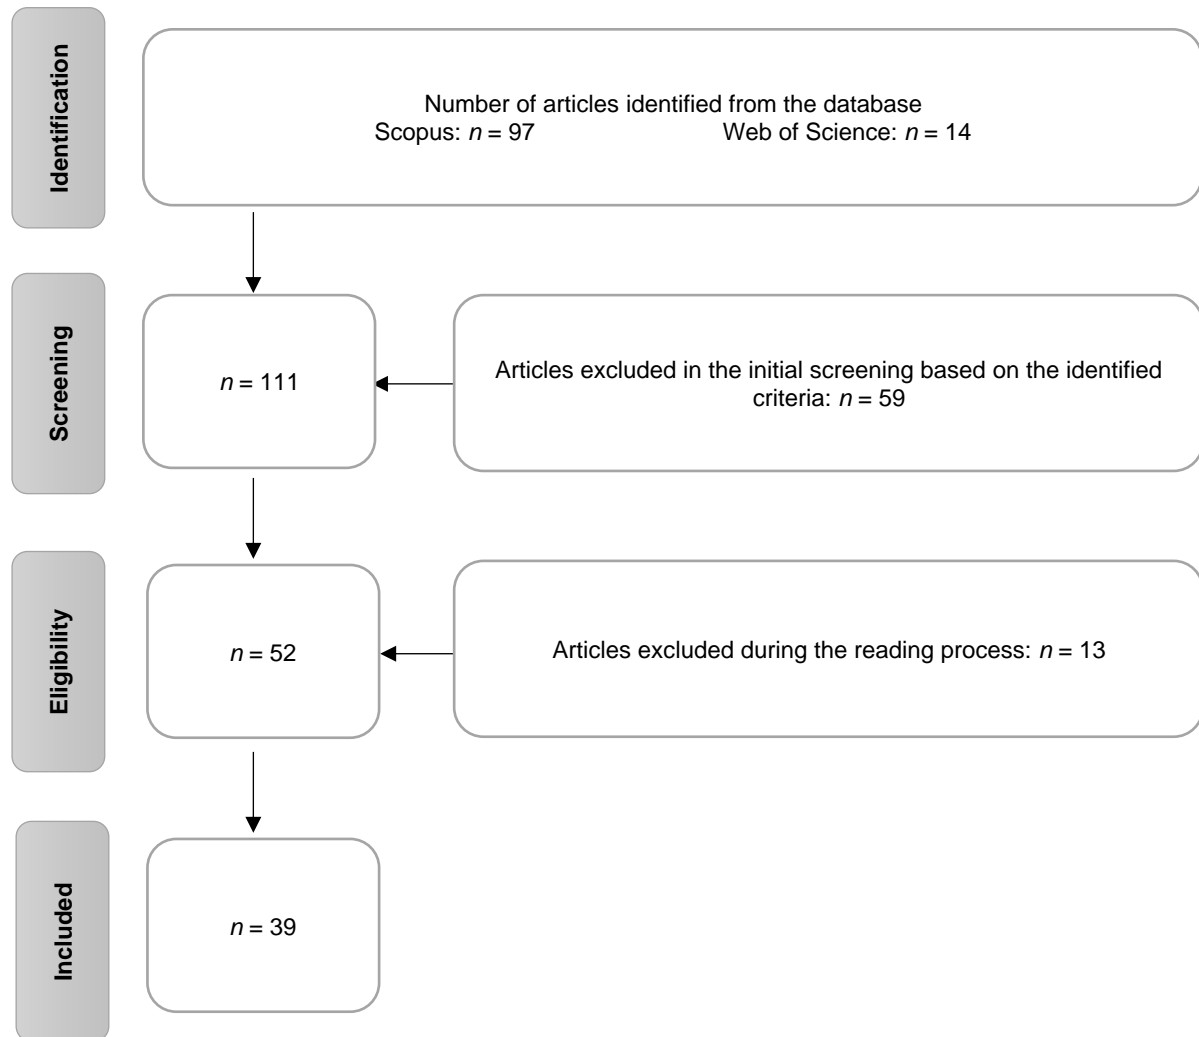 Identification
Number of articles identified from the database
Scopus: n = 97 Web of Science: n = 14
Screening
n = 111
Articles excluded in the initial screening based on the identified
criteria: n = 59
Eligibility
n = 52
Articles excluded during the reading process: n = 13
Included
n = 39